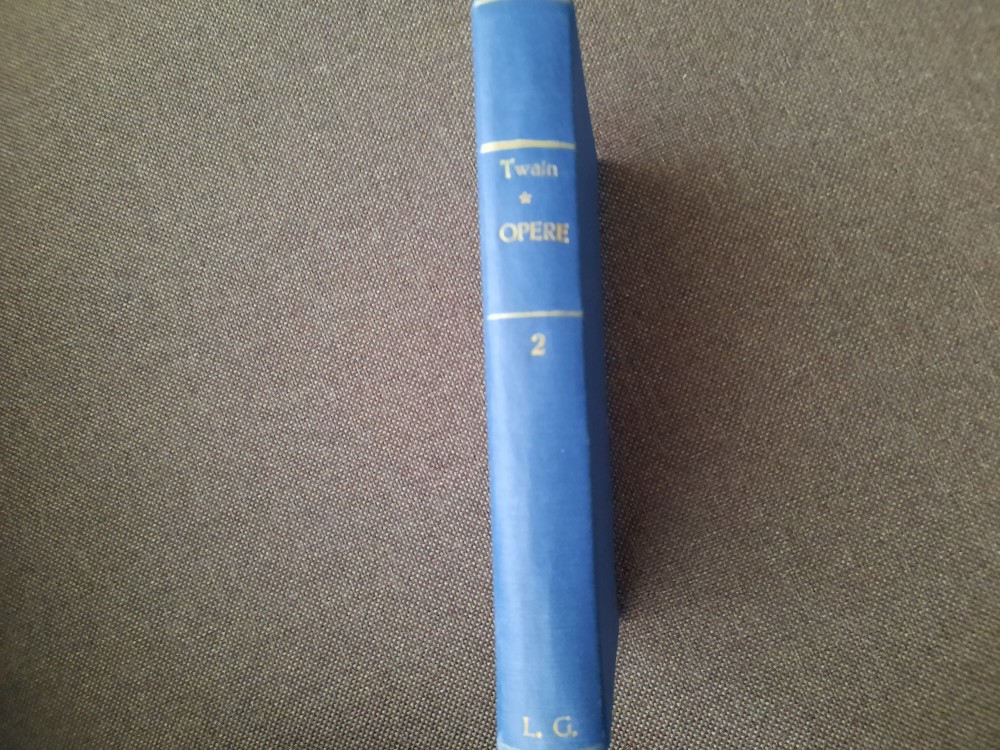 Twain
*
OPERE
2
L. G.